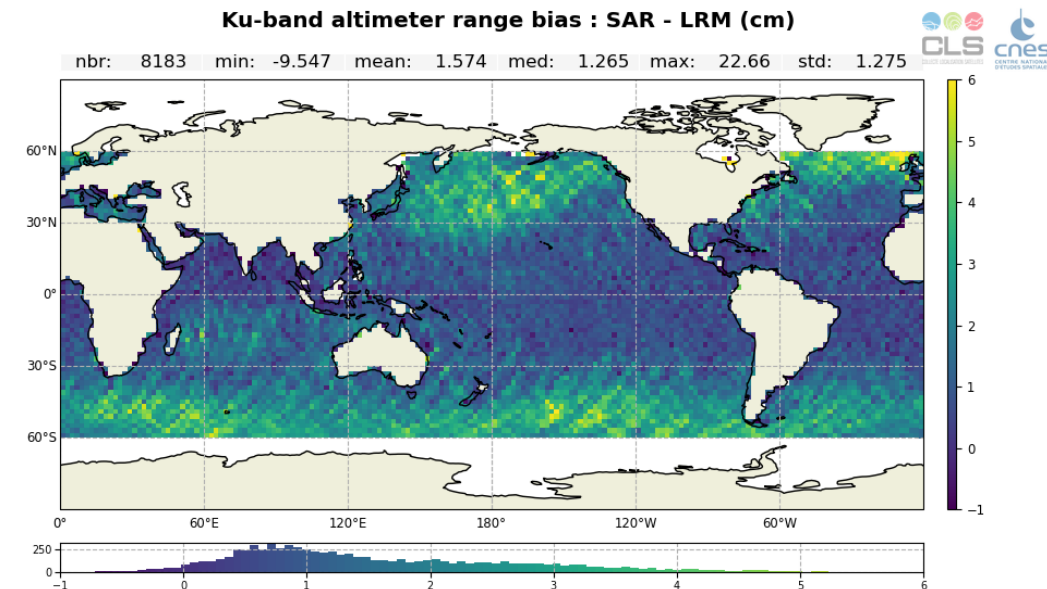 Ku-band altimeter range bias : SAR - LRM (cm)
CLS
cnes
CENTRE NATIONAL
D'ÉTUDES SPATIALES
nbr: 8183 min: -9.547 mean: 1.574 med: 1.265 max: 22.66 std: 1.275
6
5
4
3
2
1
0
−1
60°N
30°N
0°
30°S
60°S
0° 60°E 120°E 180° 120°W 60°W
250
0
−1 0 1 2 3 4 5 6